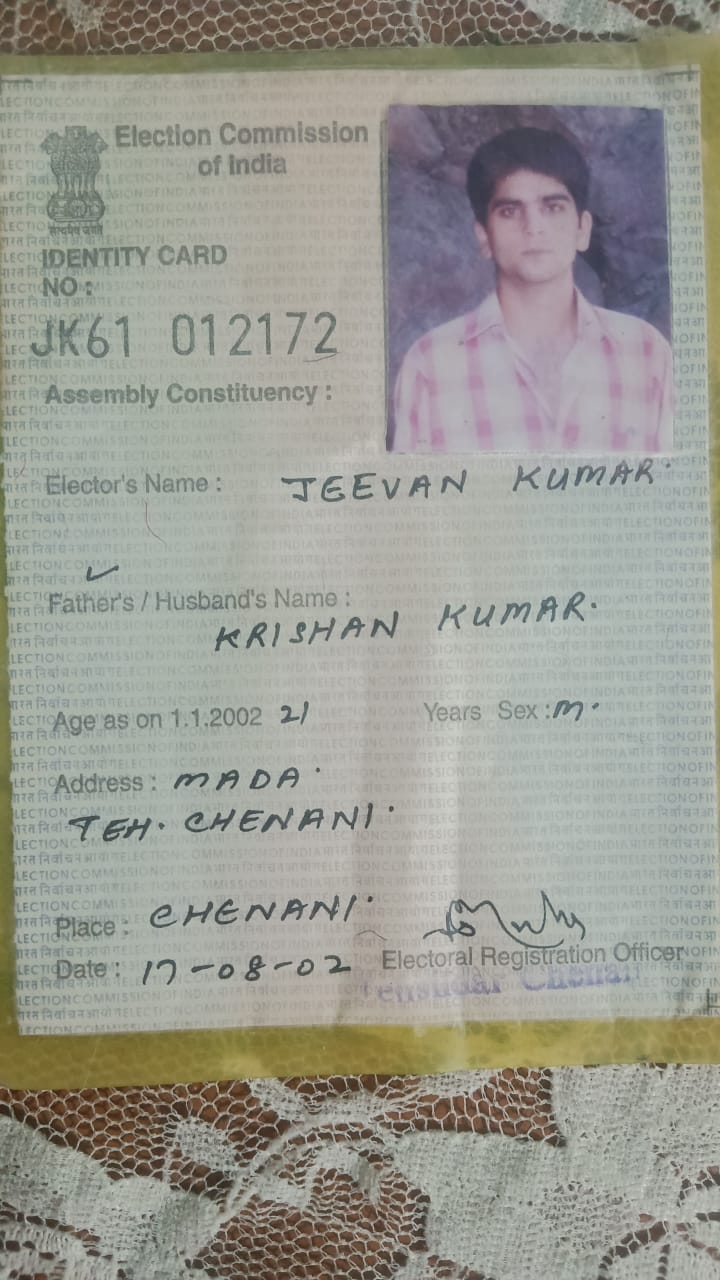 Election Commission
of India
सत्यमेव जयते
IDENTITY CARD
NO :
JK61 012172
Assembly Constituency :
Elector's Name : JEEVAN KUMAR
Father's / Husband's Name :
KRISHAN KUMAR.
Age as on 1.1.2002 21 Years Sex : M.
Address : MADA.
TEH. CHENANI.
Place : CHENANI.
Date : 17-08-02 Electoral Registration Officer